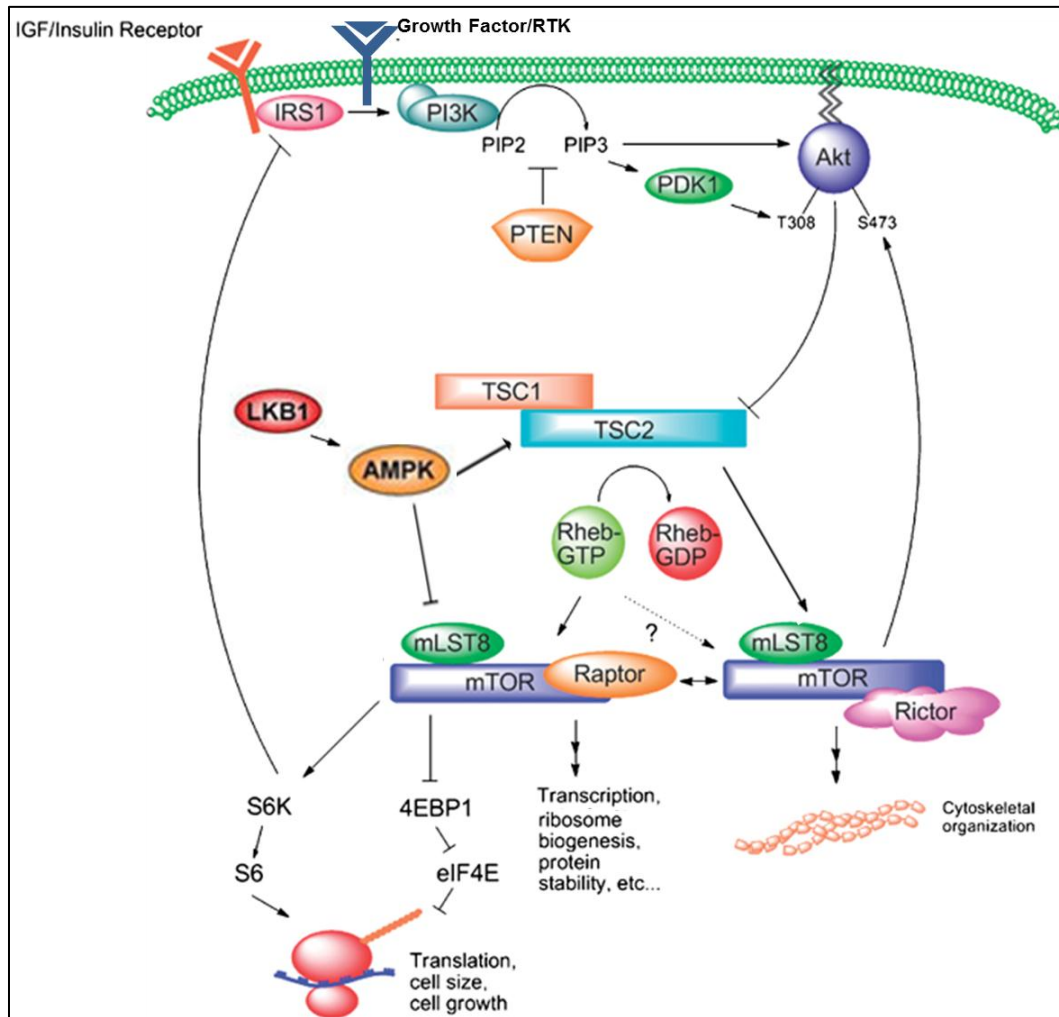 IGF/Insulin Receptor
Growth Factor/RTK
IRS1
PI3K
PIP2
PIP3
Akt
PDK1
T308
S473
PTEN
TSC1
LKB1
TSC2
AMPK
Rheb-
GTP
Rheb-
GDP
?
mLST8
mLST8
mTOR
Raptor
mTOR
Rictor
S6K
4EBP1
Transcription,
ribosome
biogenesis,
protein
stability, etc...
Cytoskeletal
organization
S6
eIF4E
Translation,
cell size,
cell growth